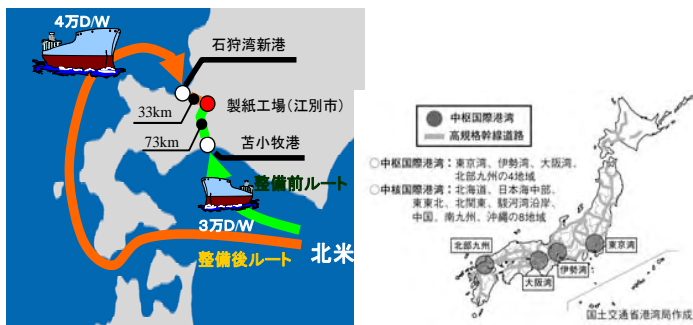 4万D/W
石狩湾新港
製紙工場(江別市)
33km
73km
苫小牧港
整備前ルート
3万D/W
北米
整備後ルート
中枢国際港湾
高規格幹線道路
○中枢国際港湾:東京湾、伊勢湾、大阪湾、
北部九州の4地域
○中核国際港湾:北海道、日本海中部、
東東北、北関東、駿河湾沿岸、
中国、南九州、沖縄の8地域
北部九州
東京湾
伊勢湾
大阪湾
国土交通省港湾局作成